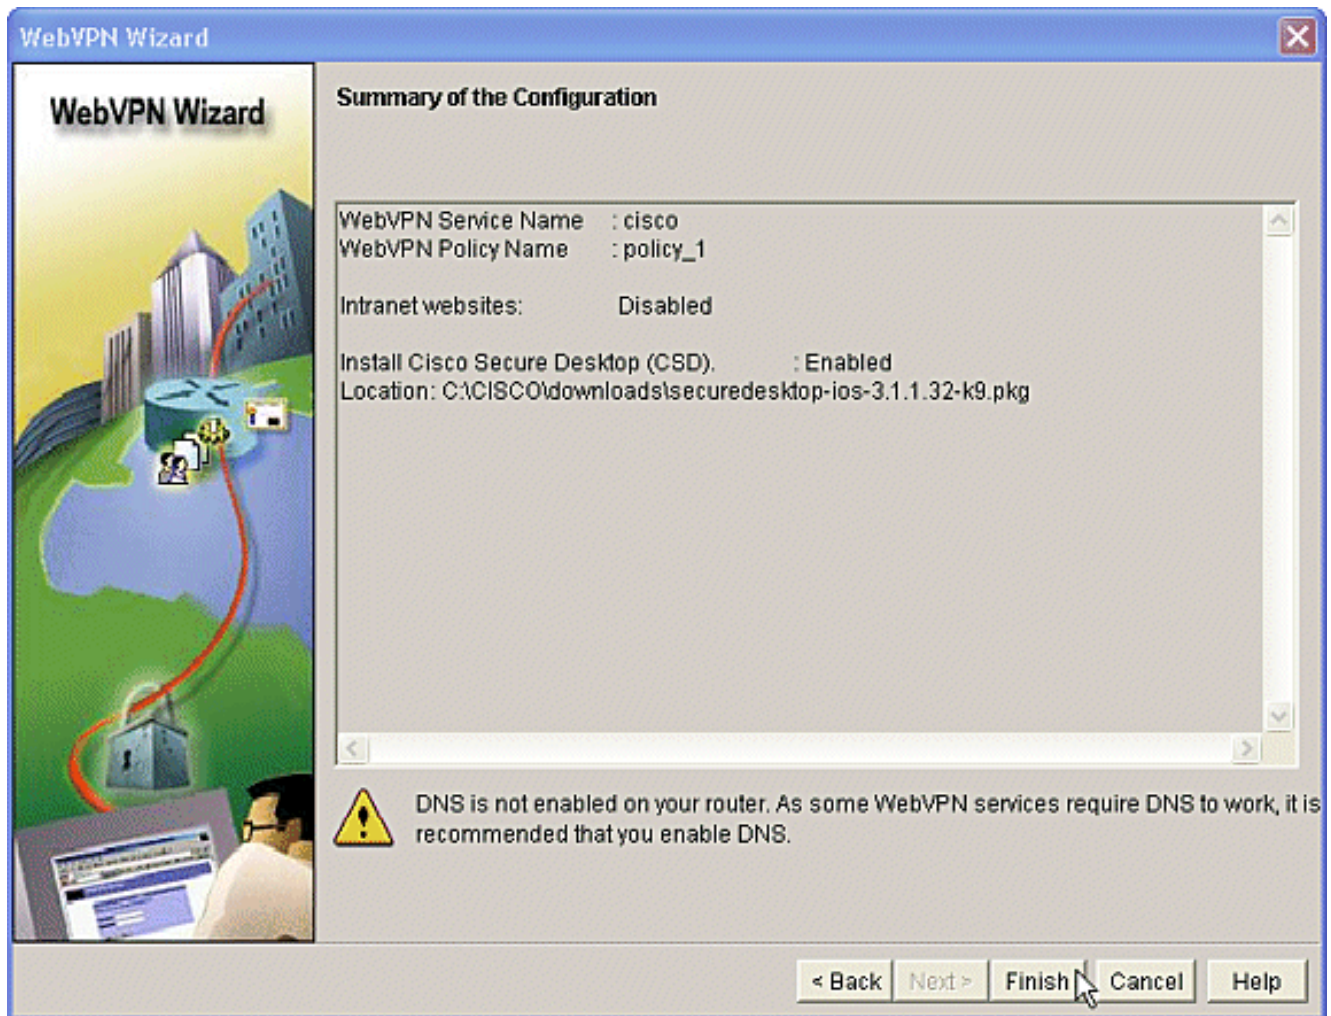 WebVPN Wizard
WebVPN Wizard
Summary of the Configuration
WebVPN Service Name : cisco
WebVPN Policy Name : policy_1
Intranet websites: Disabled
Install Cisco Secure Desktop (CSD). : Enabled
Location: C:\CISCO\downloads\securedesktop-ios-3.1.1.32-k9.pkg
DNS is not enabled on your router. As some WebVPN services require DNS to work, it is
recommended that you enable DNS.
< Back Next > Finish Cancel Help